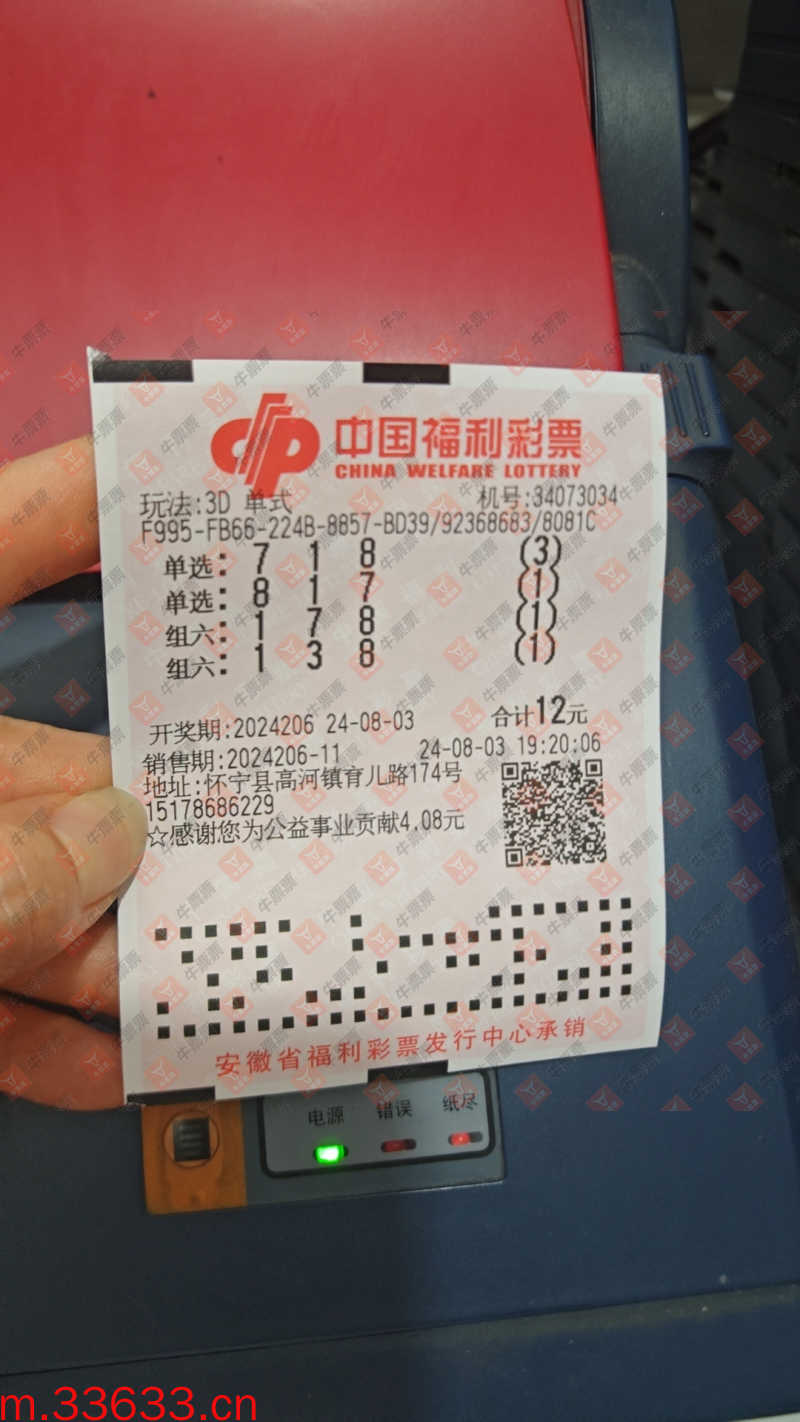 中国福利彩票
CHINA WELFARE LOTTERY
玩法:3D 单式 机号:34073034
F995-FB66-224B-8857-BD39/92368683/8081C
单选: 7 1 8 (3)
单选: 8 1 7 (1)
组六: 1 7 8 (1)
组六: 1 3 8 (1)
开奖期:2024206 24-08-03 合计12元
销售期:2024206-11 24-08-03 19:20:06
地址:怀宁县高河镇育儿路174号
15178686229
☆感谢您为公益事业贡献4.08元
安徽省福利彩票发行中心承销
电源 错误 纸尽
牛票票
m.33633.cn